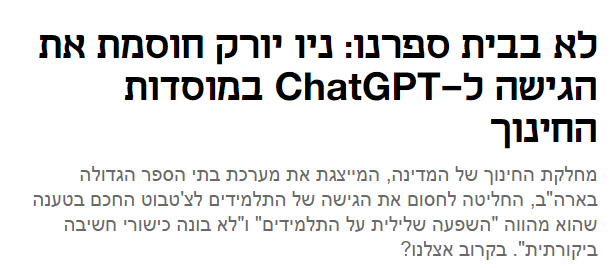 לא בבית ספרנו: ניו יורק חוסמת את
הגישה ל-ChatGPT במוסדות
החינוך
מחלקת החינוך של המדינה, המייצגת את מערכת בתי הספר הגדולה
בארה"ב, החליטה לחסום את הגישה של התלמידים לצ'טבוט החכם בטענה
שהוא מהווה "השפעה שלילית על התלמידים" ו"לא בונה כישורי חשיבה
ביקורתית". בקרוב אצלנו?